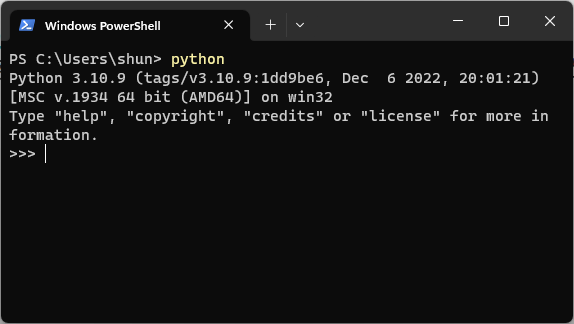 Windows PowerShell
PS C:\Users\shun> python
Python 3.10.9 (tags/v3.10.9:1dd9be6, Dec  6 2022, 20:01:21)
[MSC v.1934 64 bit (AMD64)] on win32
Type "help", "copyright", "credits" or "license" for more in
formation.
>>>